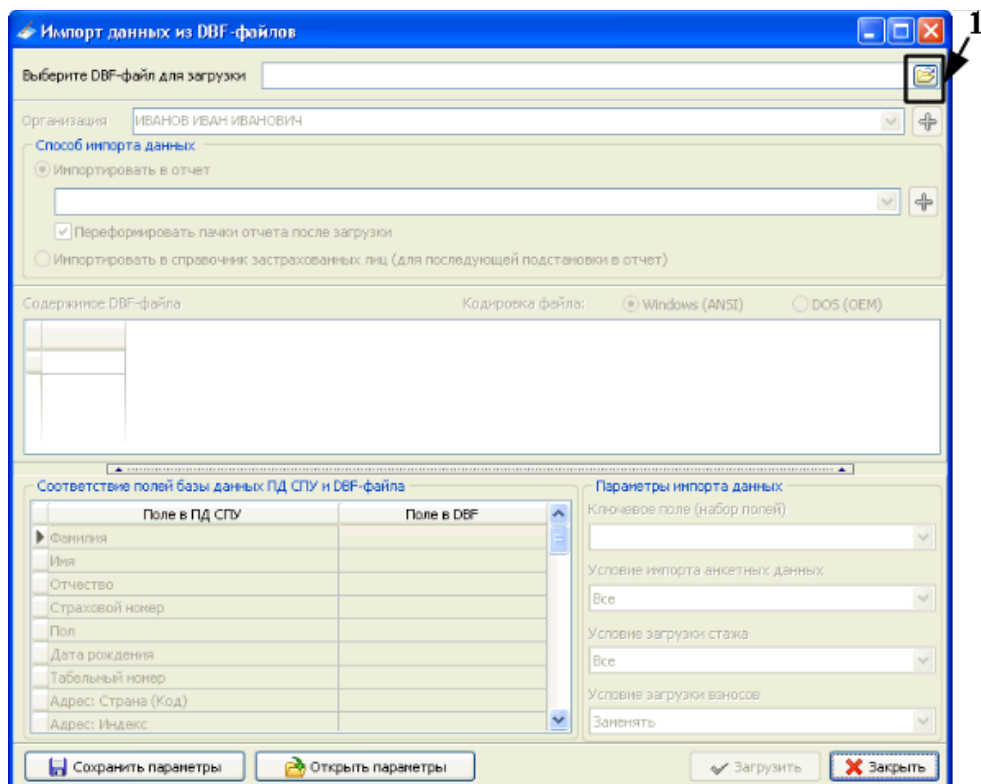 Импорт данных из DBF-файлов
1
Выберите DBF-файл для загрузки
Организация ИВАНОВ ИВАН ИВАНОВИЧ
Способ импорта данных
Импортировать в отчет
Переформировать пачки отчета после загрузки
Импортировать в справочник застрахованных лиц (для последующей подстановки в отчет)
Содержимое DBF-файла Кодировка файла: Windows (ANSI) DOS (OEM)
Соответствие полей базы данных ПД СПУ и DBF-файла
Поле в ПД СПУ Поле в DBF
Фамилия
Имя
Отчество
Страховой номер
Пол
Дата рождения
Табельный номер
Адрес: Страна (Код)
Адрес: Индекс
Параметры импорта данных
Ключевое поле (набор полей)
Условие импорта анкетных данных
Все
Условие загрузки стажа
Все
Условие загрузки взносов
Заменять
Сохранить параметры Открыть параметры Загрузить Закрыть